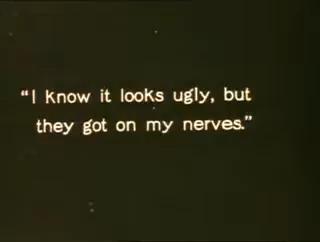 “I know it looks ugly, but
they got on my nerves.”